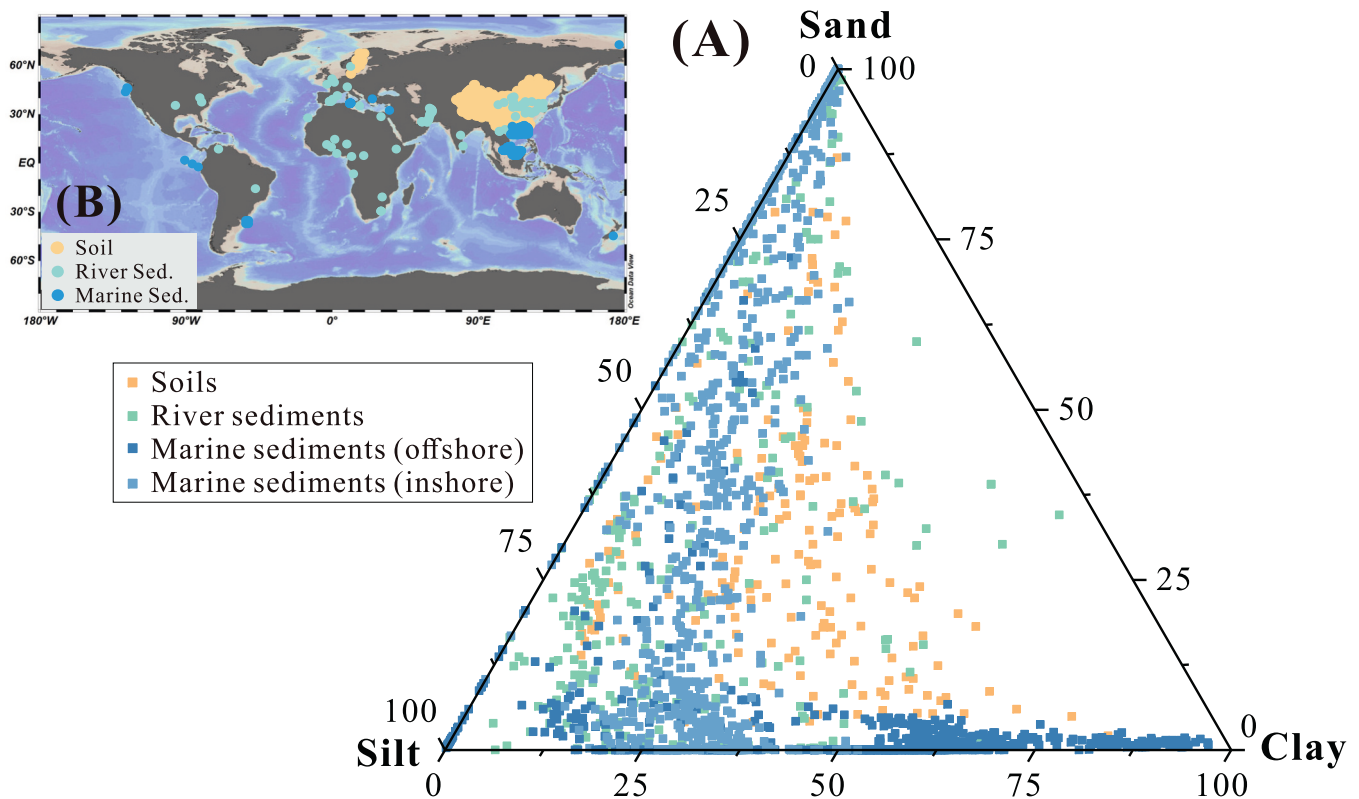 (A)
Sand
0
100
60°N
30°N
EQ
30°S
60°S
(B)
Soil
River Sed.
Marine Sed.
Ocean Data View
180°W
90°W
0°
90°E
180°E
25
75
50
50
Soils
River sediments
Marine sediments (offshore)
Marine sediments (inshore)
75
25
100
0
Silt
Clay
0
25
50
75
100